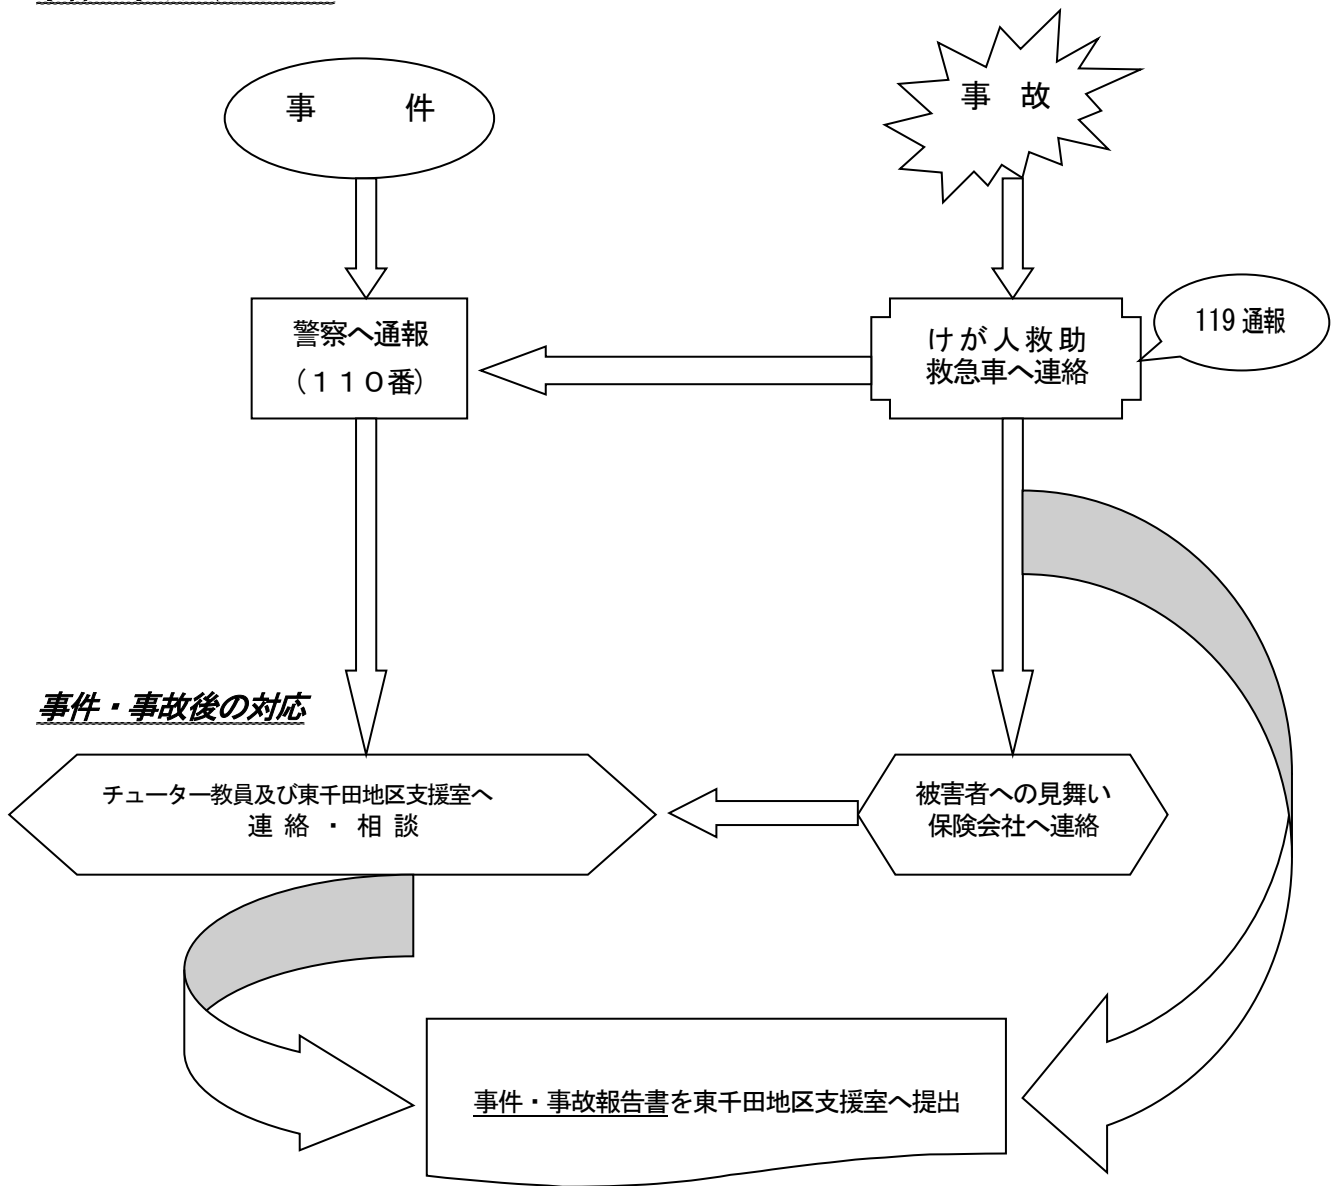 事　件
事　故
警察へ通報
（１１０番）
けが人救助
救急車へ連絡
119 通報
事件・事故後の対応
チューター教員及び東千田地区支援室へ
連 絡 ・ 相 談
被害者への見舞い
保険会社へ連絡
事件・事故報告書を東千田地区支援室へ提出